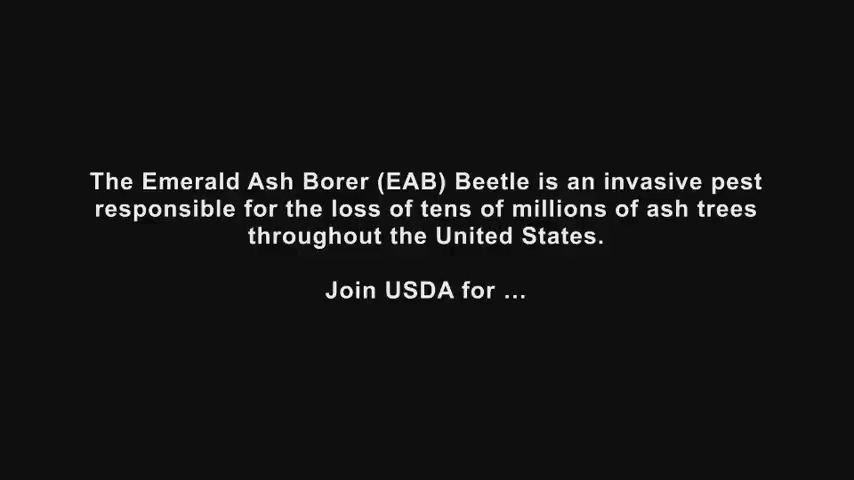 The Emerald Ash Borer (EAB) Beetle is an invasive pest
responsible for the loss of tens of millions of ash trees
throughout the United States.
Join USDA for ...